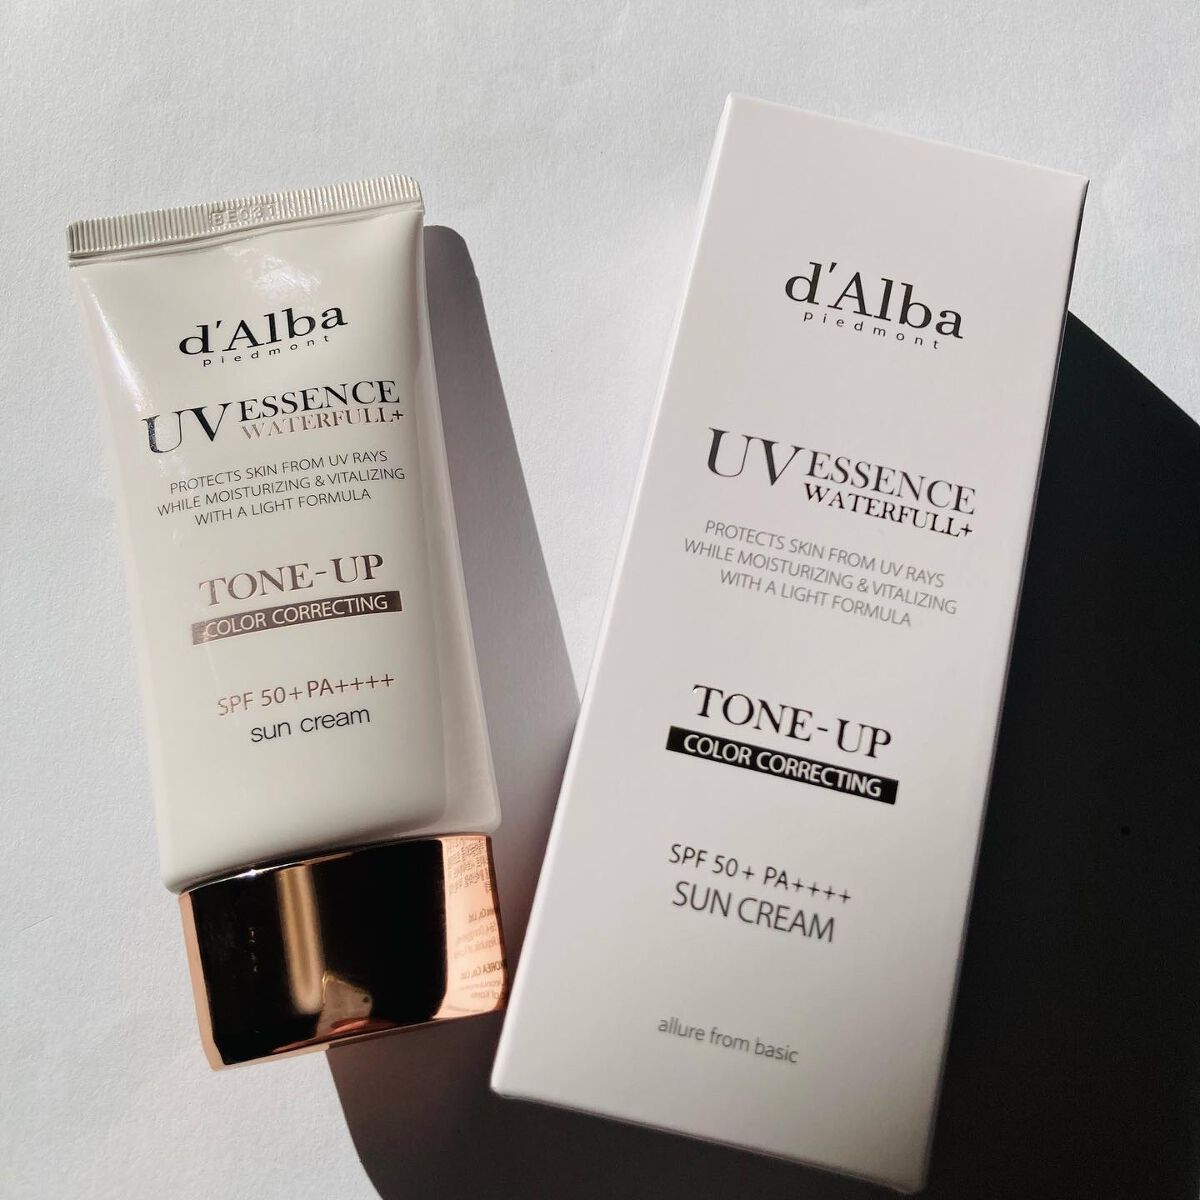 BE031
d'Alba
piedmont
UV ESSENCE
WATERFULL+
PROTECTS SKIN FROM UV RAYS
WHILE MOISTURIZING & VITALIZING
WITH A LIGHT FORMULA
TONE-UP
COLOR CORRECTING
SPF 50+ PA++++
sun cream
d'Alba
piedmont
UV ESSENCE
WATERFULL+
PROTECTS SKIN FROM UV RAYS
WHILE MOISTURIZING & VITALIZING
WITH A LIGHT FORMULA
TONE-UP
COLOR CORRECTING
SPF 50+ PA++++
SUN CREAM
allure from basic